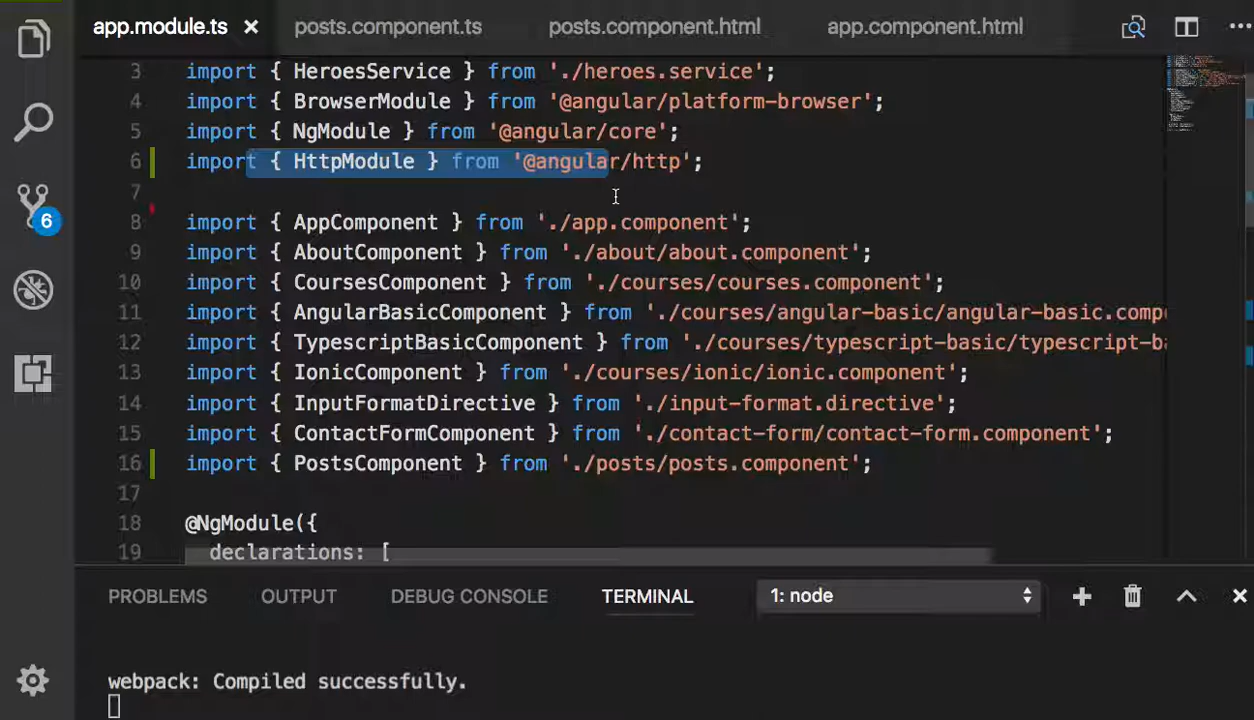 app.module.ts × posts.component.ts posts.component.html app.component.html
3 import { HeroesService } from './heroes.service';
4 import { BrowserModule } from '@angular/platform-browser';
5 import { NgModule } from '@angular/core';
6 import { HttpModule } from '@angular/http';
7
8 import { AppComponent } from './app.component';
9 import { AboutComponent } from './about/about.component';
10 import { CoursesComponent } from './courses/courses.component';
11 import { AngularBasicComponent } from './courses/angular-basic/angular-basic.comp
12 import { TypescriptBasicComponent } from './courses/typescript-basic/typescript-ba
13 import { IonicComponent } from './courses/ionic/ionic.component';
14 import { InputFormatDirective } from './input-format.directive';
15 import { ContactFormComponent } from './contact-form/contact-form.component';
16 import { PostsComponent } from './posts/posts.component';
17
18 @NgModule({
19 declarations: [
6
PROBLEMS OUTPUT DEBUG CONSOLE TERMINAL 1: node
webpack: Compiled successfully.